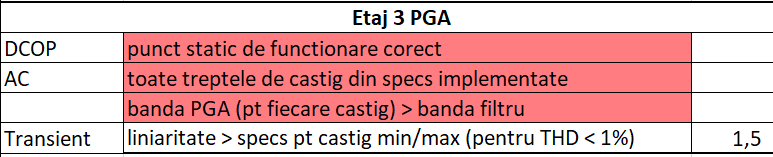 Etaj 3 PGA
DCOP punct static de functionare corect
AC toate treptele de castig din specs implementate
banda PGA (pt fiecare castig) > banda filtru
Transient liniaritate > specs pt castig min/max (pentru THD < 1%) 1,5